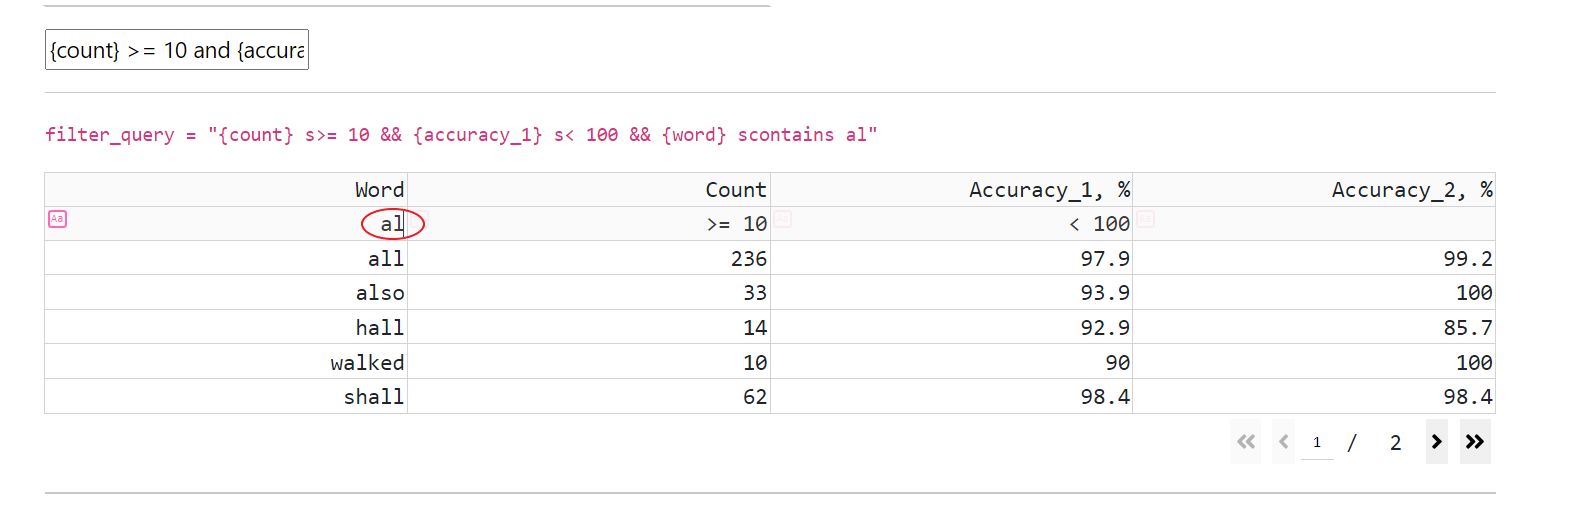 {count} >= 10 and {accura
filter_query = "{count} s>= 10 && {accuracy_1} s< 100 && {word} scontains al"
Word Count Accuracy_1, % Accuracy_2, %
Aa al >= 10 < 100
all 236 97.9 99.2
also 33 93.9 100
hall 14 92.9 85.7
walked 10 90 100
shall 62 98.4 98.4
« < 1 / 2 > »